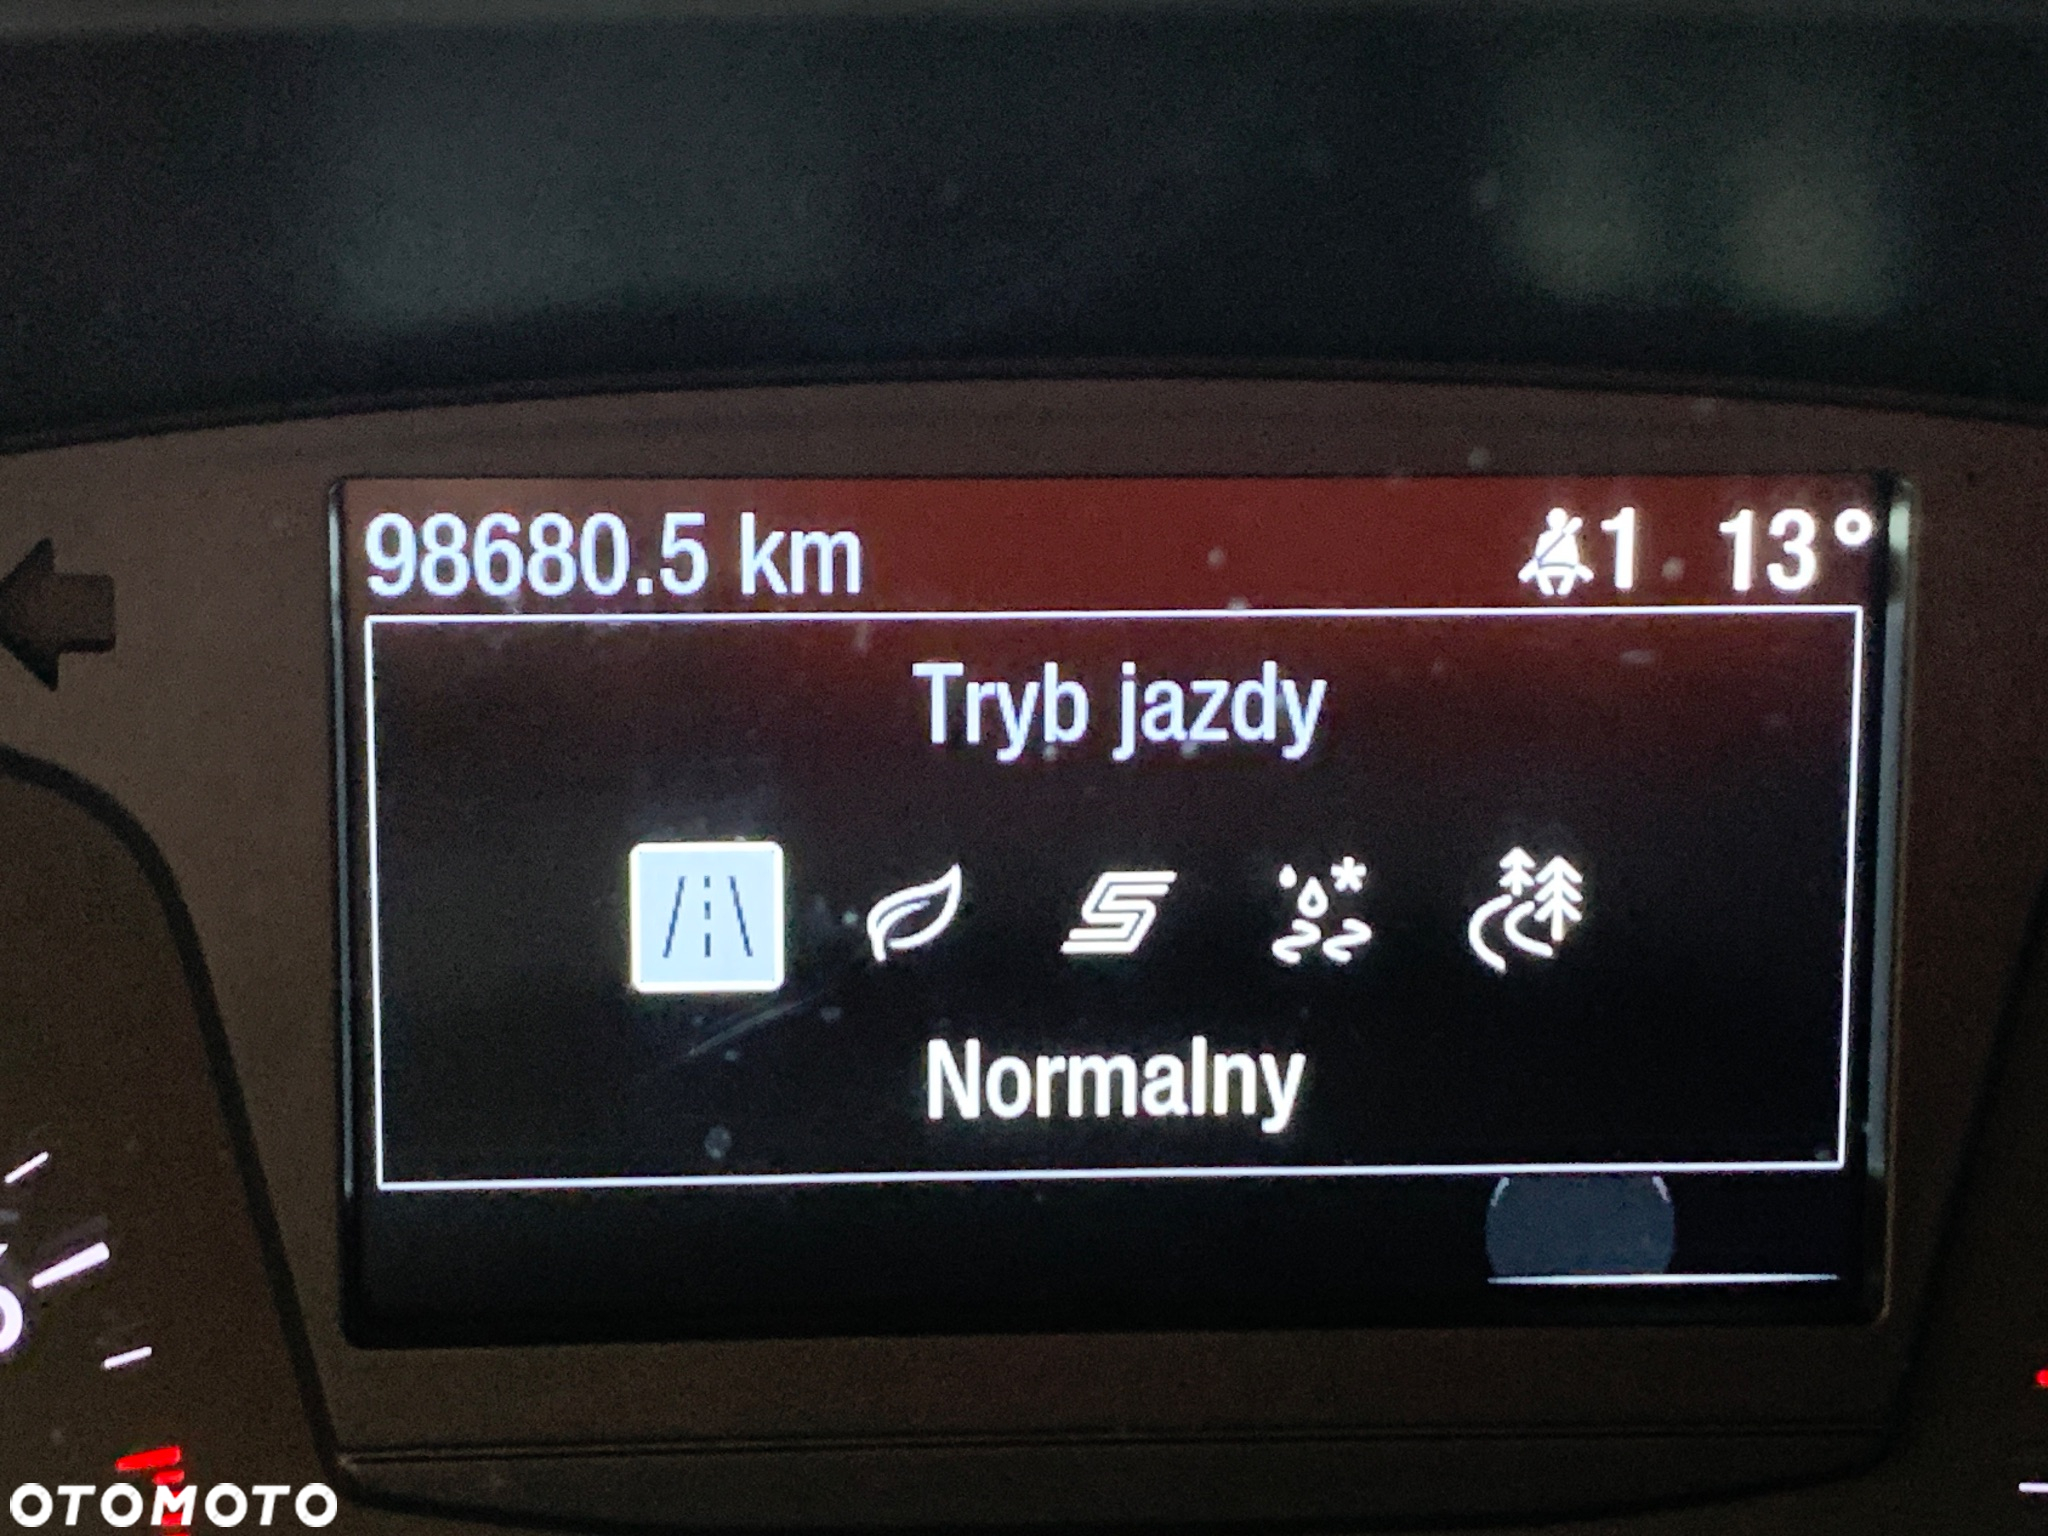 98680.5 km 1 13°
Tryb jazdy
Normalny
OTOMOTO